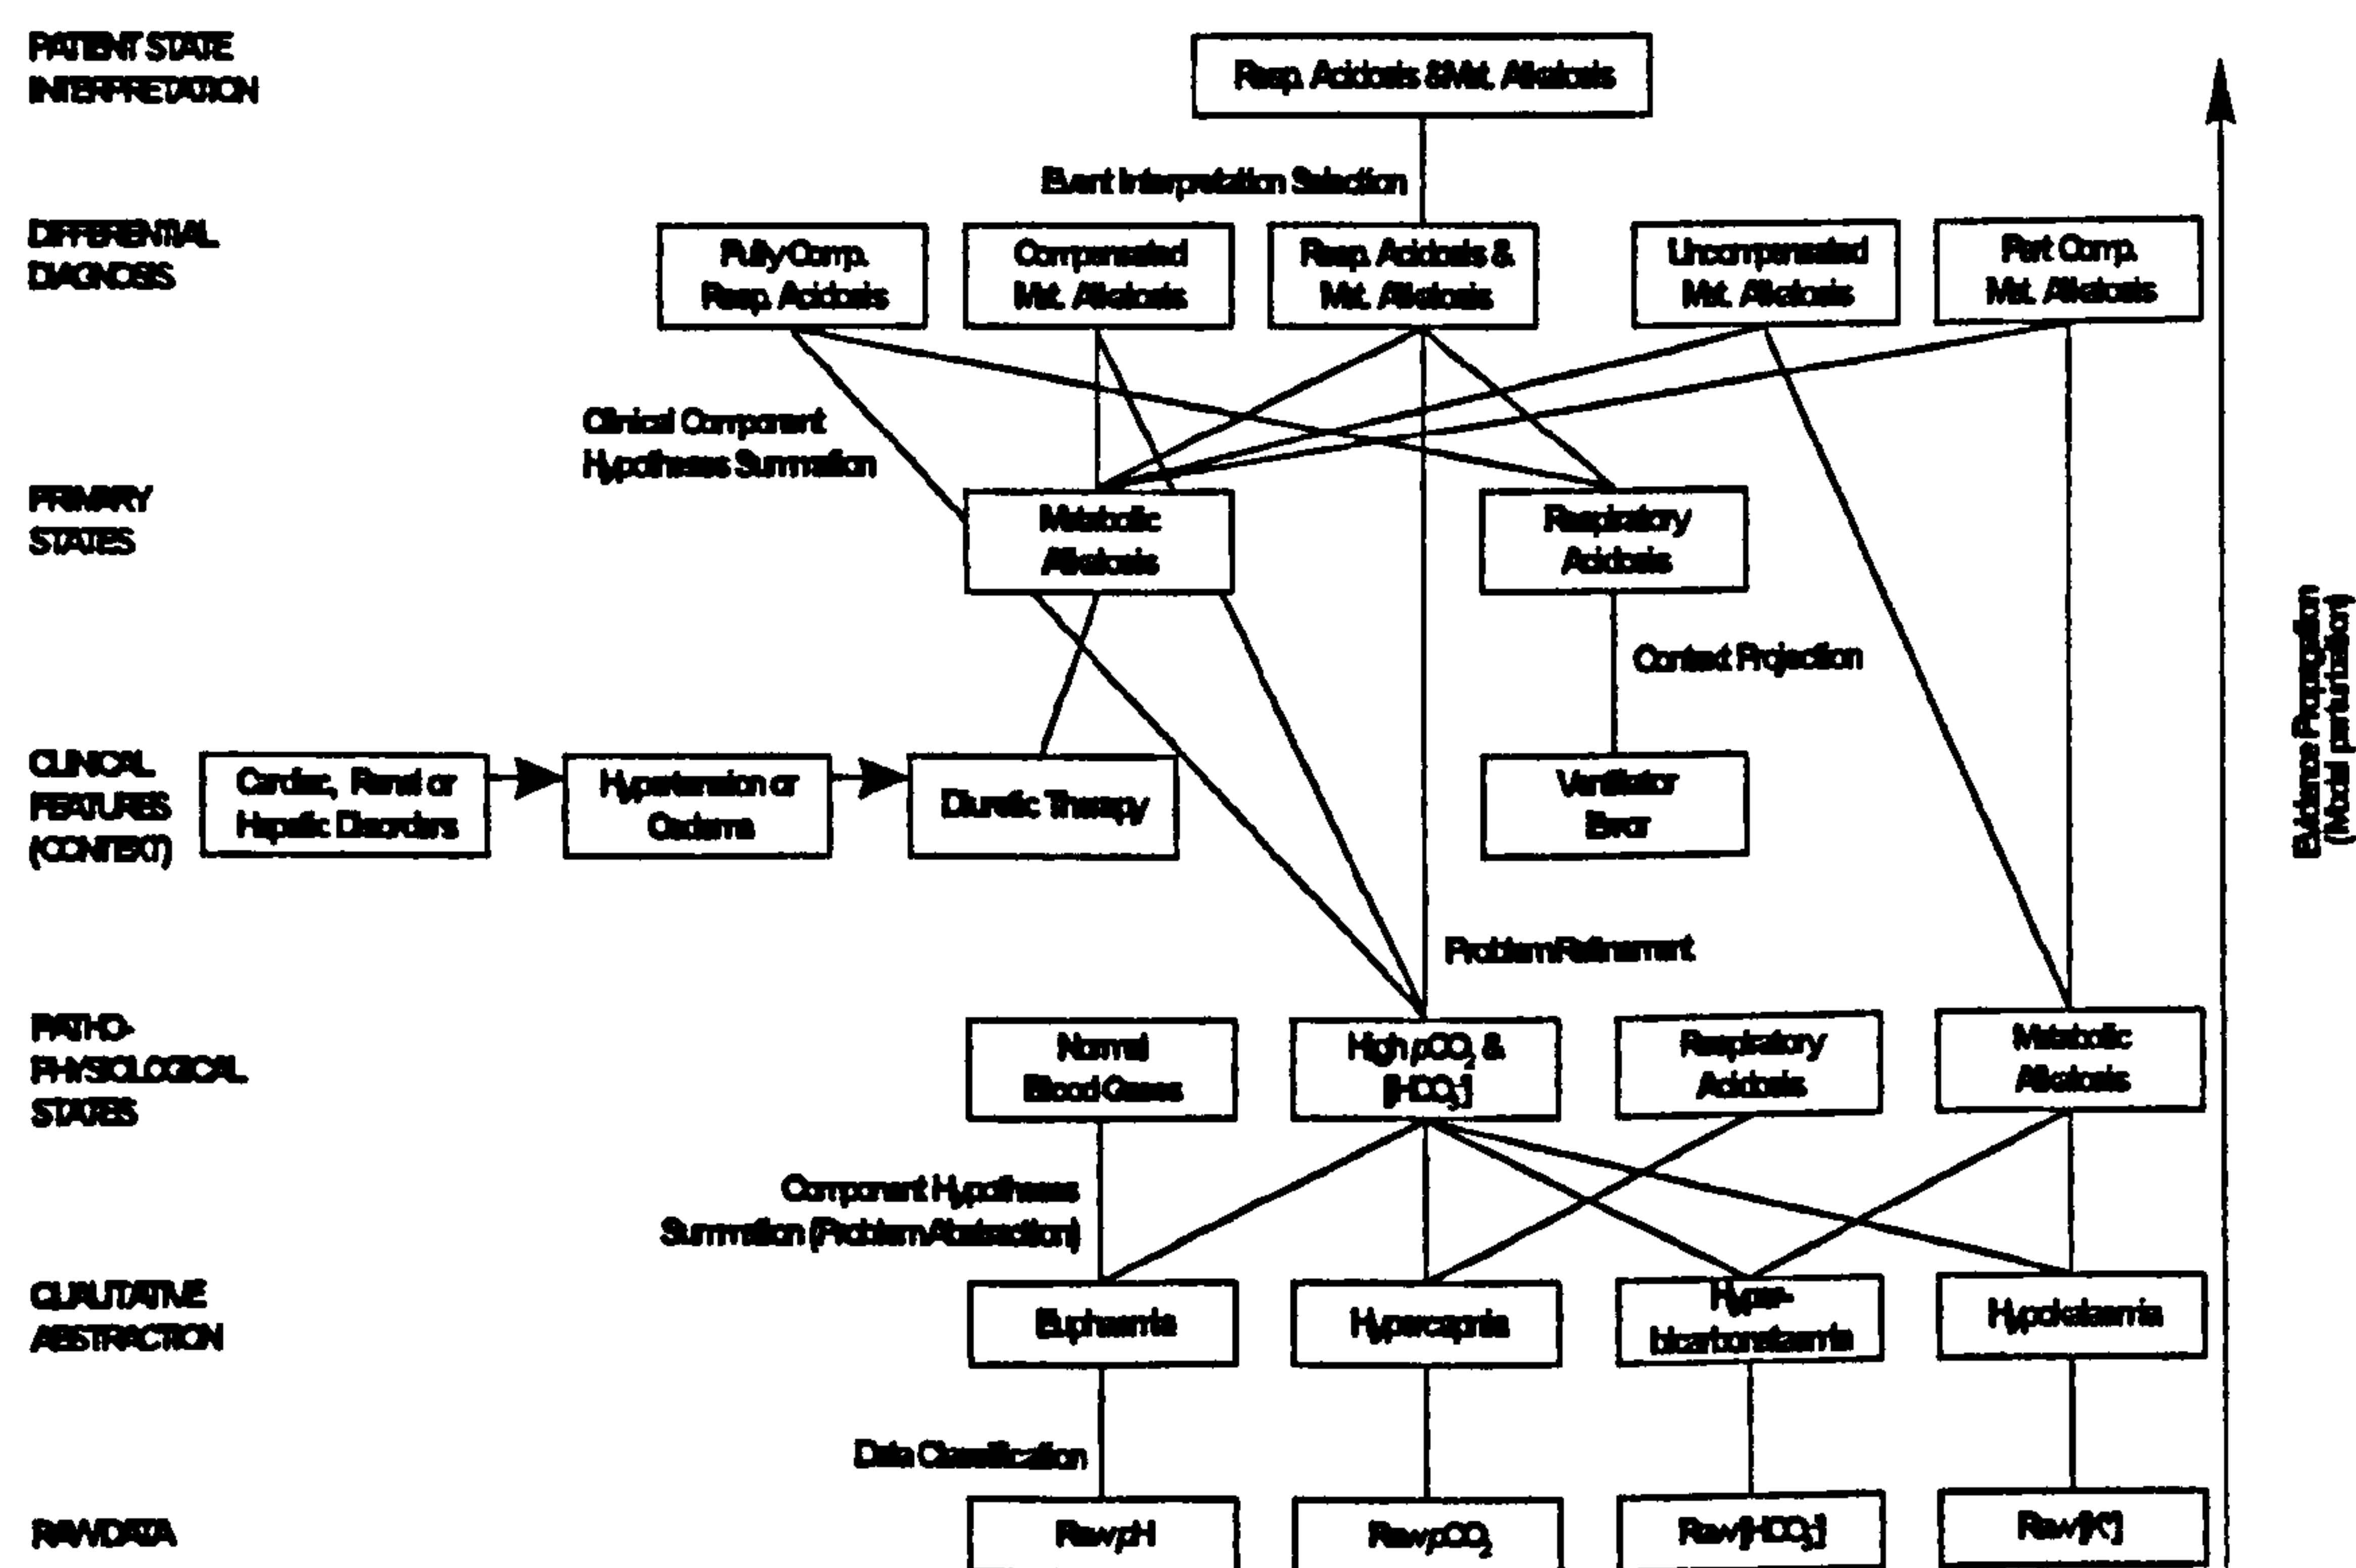 PATIENT STATE
INTERPRETATION
Resp. Acidosis & Met. Alkalosis
Event Interpretation Selection
DIFFERENTIAL
DIAGNOSIS
Fully Comp.
Resp. Acidosis
Compensated
Met. Alkalosis
Resp. Acidosis &
Met. Alkalosis
Uncompensated
Met. Alkalosis
Part Comp.
Met. Alkalosis
Clinical Component
Hypotheses Summation
PRIMARY
STATES
Metabolic
Alkalosis
Respiratory
Acidosis
Context Projection
Evidence Propagation
(Model perturbation)
CLINICAL
FEATURES
(CONTEXT)
Cardiac, Renal or
Hepatic Disorders
Hypertension or
Oedema
Diuretic Therapy
Ventilator
Error
Problem Refinement
PATHO-
PHYSIOLOGICAL
STATES
Normal
Blood Gases
High pCO₂ &
[HCO₃⁻]
Respiratory
Acidosis
Metabolic
Alkalosis
Component Hypotheses
Summation (Problem Abstraction)
QUALITATIVE
ABSTRACTION
Euphaemia
Hypercapnia
Hyper-
bicarbonataemia
Hypokalaemia
Data Classification
RAW DATA
Raw pH
Raw pCO₂
Raw [HCO₃⁻]
Raw [K⁺]